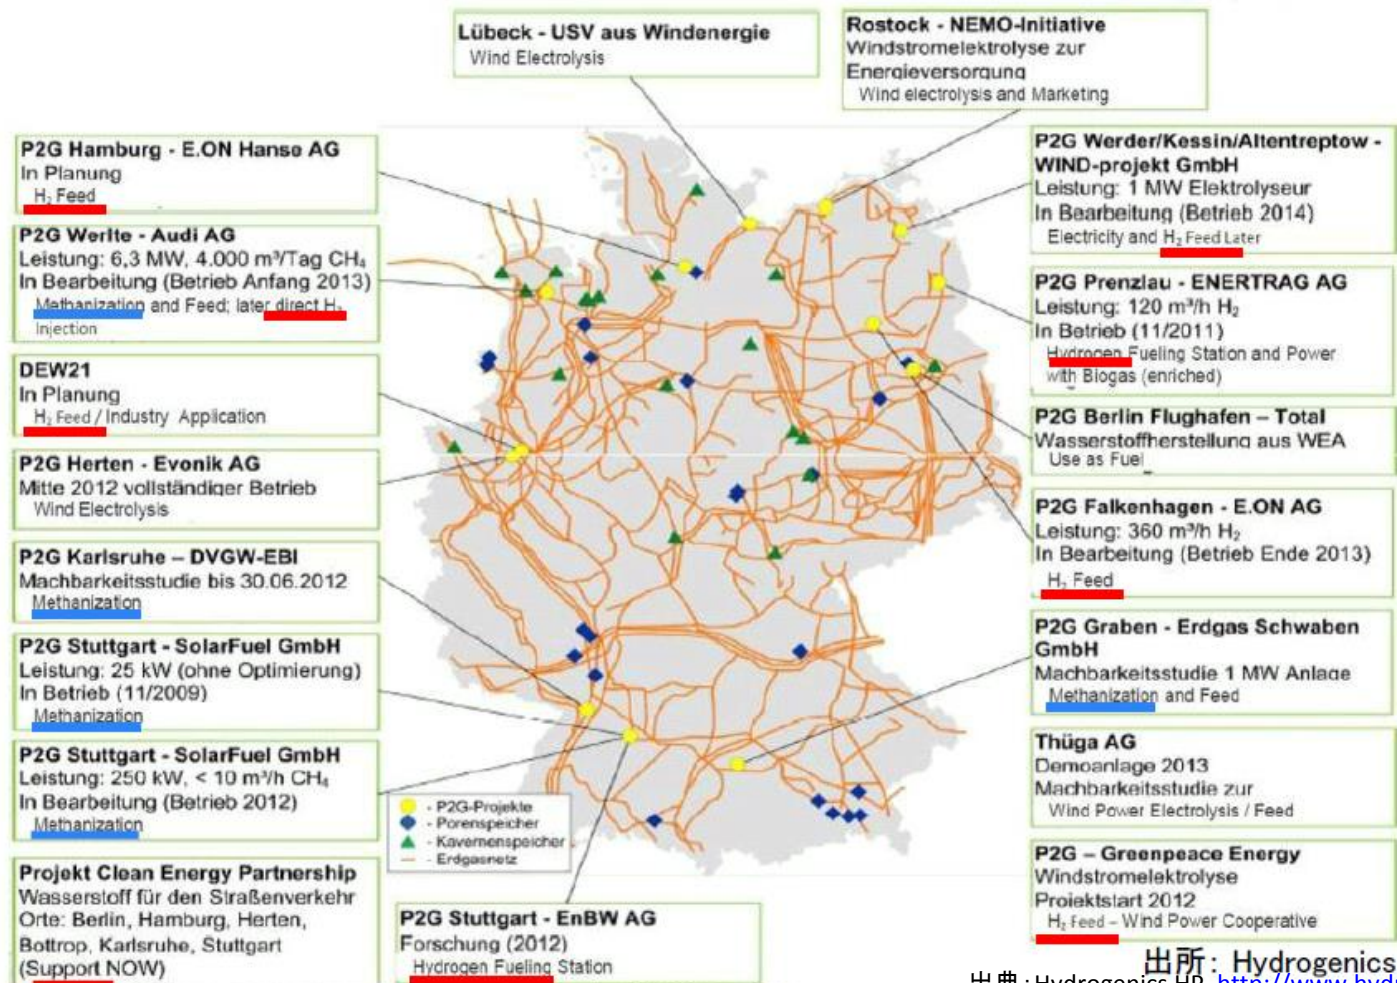 Lübeck - USV aus Windenergie
Wind Electrolysis
Rostock - NEMO-Initiative
Windstromelektrolyse zur
Energieversorgung
Wind electrolysis and Marketing
P2G Hamburg - E.ON Hanse AG
In Planung
H₂ Feed
P2G Werlte - Audi AG
Leistung: 6,3 MW, 4.000 m³/Tag CH₄
In Bearbeitung (Betrieb Anfang 2013)
Methanization and Feed; later direct H₂
Injection
DEW21
In Planung
H₂ Feed / Industry Application
P2G Herten - Evonik AG
Mitte 2012 vollständiger Betrieb
Wind Electrolysis
P2G Karlsruhe – DVGW-EBI
Machbarkeitsstudie bis 30.06.2012
Methanization
P2G Stuttgart - SolarFuel GmbH
Leistung: 25 kW (ohne Optimierung)
In Betrieb (11/2009)
Methanization
P2G Stuttgart - SolarFuel GmbH
Leistung: 250 kW, < 10 m³/h CH₄
In Bearbeitung (Betrieb 2012)
Methanization
Projekt Clean Energy Partnership
Wasserstoff für den Straßenverkehr
Orte: Berlin, Hamburg, Herten,
Bottrop, Karlsruhe, Stuttgart
(Support NOW)
- P2G-Projekte
- Porenspeicher
- Kavernenspeicher
- Erdgasnetz
P2G Stuttgart - EnBW AG
Forschung (2012)
Hydrogen Fueling Station
P2G Werder/Kessin/Altentreptow -
WIND-projekt GmbH
Leistung: 1 MW Elektrolyseur
In Bearbeitung (Betrieb 2014)
Electricity and H₂ Feed Later
P2G Prenzlau - ENERTRAG AG
Leistung: 120 m³/h H₂
In Betrieb (11/2011)
Hydrogen Fueling Station and Power
with Biogas (enriched)
P2G Berlin Flughafen – Total
Wasserstoffherstellung aus WEA
Use as Fuel
P2G Falkenhagen - E.ON AG
Leistung: 360 m³/h H₂
In Bearbeitung (Betrieb Ende 2013)
H₂ Feed
P2G Graben - Erdgas Schwaben
GmbH
Machbarkeitsstudie 1 MW Anlage
Methanization and Feed
Thüga AG
Demoanlage 2013
Machbarkeitsstudie zur
Wind Power Electrolysis / Feed
P2G – Greenpeace Energy
Windstromelektrolyse
Projektstart 2012
H₂ Feed – Wind Power Cooperative
出所: Hydrogenics
出典:Hydrogenics HP http://www.hyd